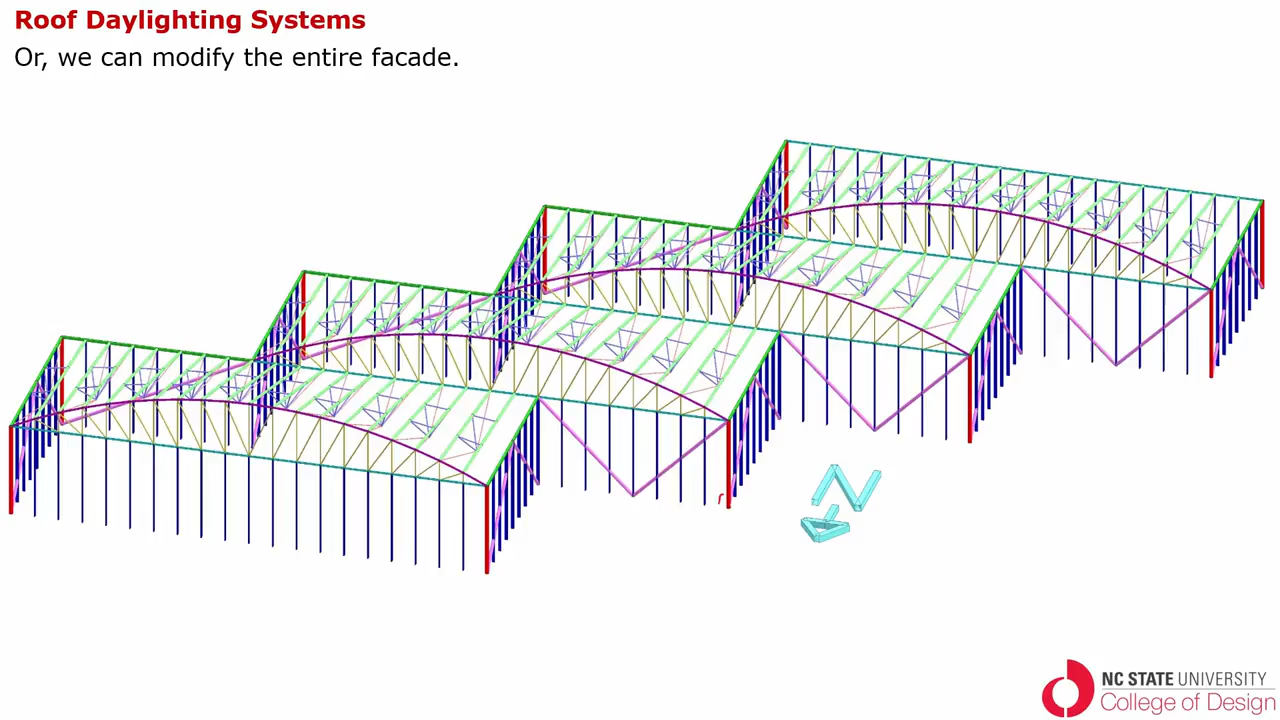 Roof Daylighting Systems
Or, we can modify the entire facade.
N
NC STATE UNIVERSITY
College of Design